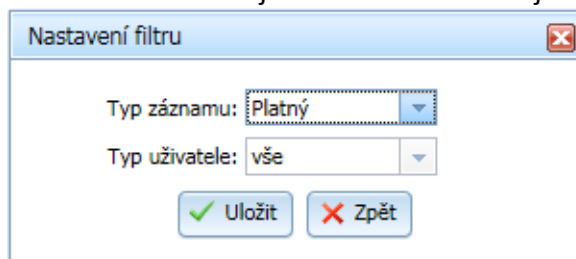 Nastavení filtru
Typ záznamu: Platný
Typ uživatele: vše
Uložit Zpět